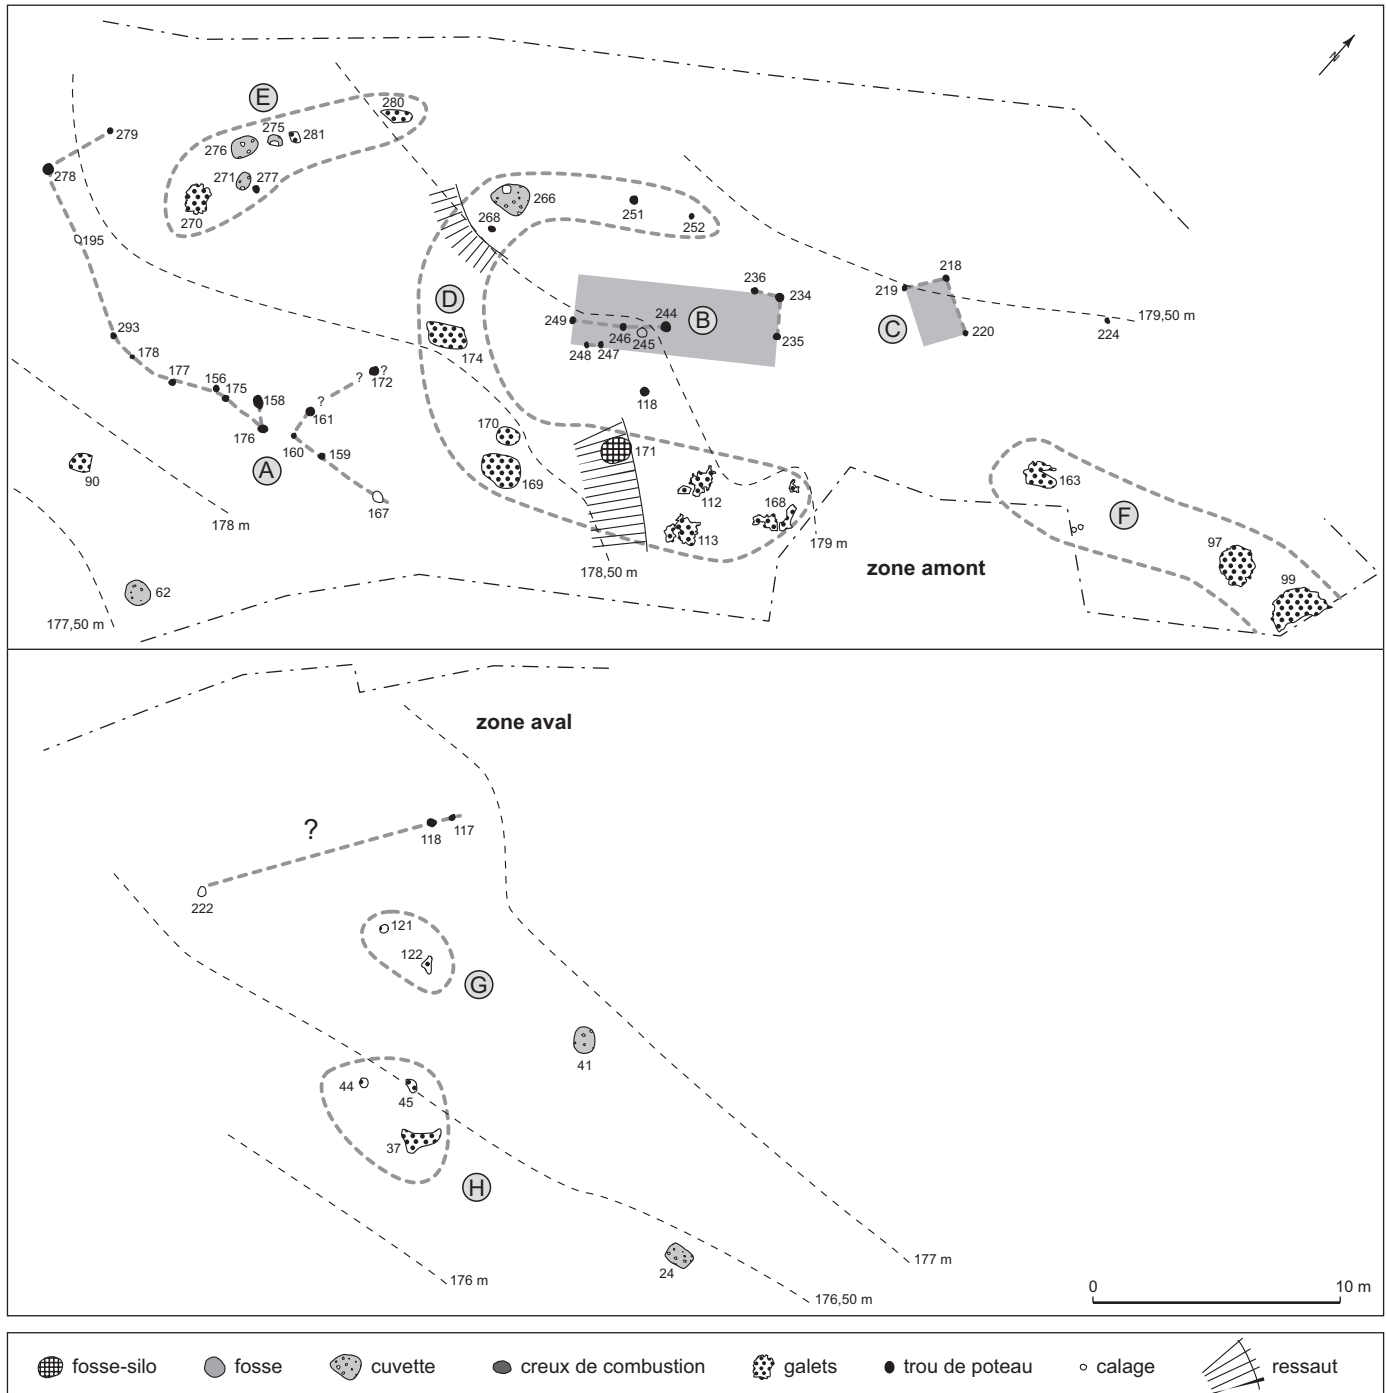 N
E
280
279
275
281
276
278
271
277
270
266
251
252
268
195
236
218
234
219
D
249
244
B
C
179,50 m
224
246
245
235
220
293
248
247
178
174
177
156
175
172
?
?
158
?
118
161
170
176
160
159
171
A
163
90
169
112
168
F
167
178 m
113
179 m
97
178,50 m
zone amont
99
62
177,50 m
zone aval
?
118
117
222
121
122
G
41
44
45
37
H
177 m
24
176 m
0
10 m
176,50 m
fosse-silo
fosse
cuvette
creux de combustion
galets
trou de poteau
calage
ressaut